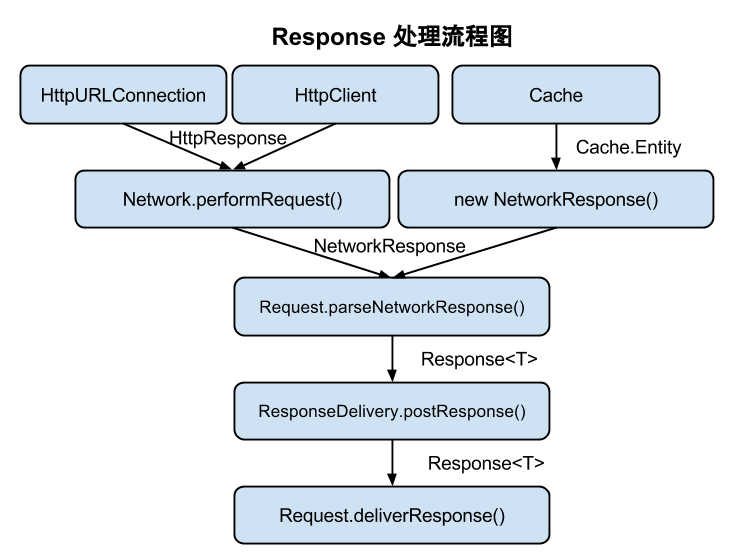 Response 处理流程图
HttpURLConnection
HttpClient
Cache
HttpResponse
Cache.Entity
Network.performRequest()
new NetworkResponse()
NetworkResponse
Request.parseNetworkResponse()
Response<T>
ResponseDelivery.postResponse()
Response<T>
Request.deliverResponse()